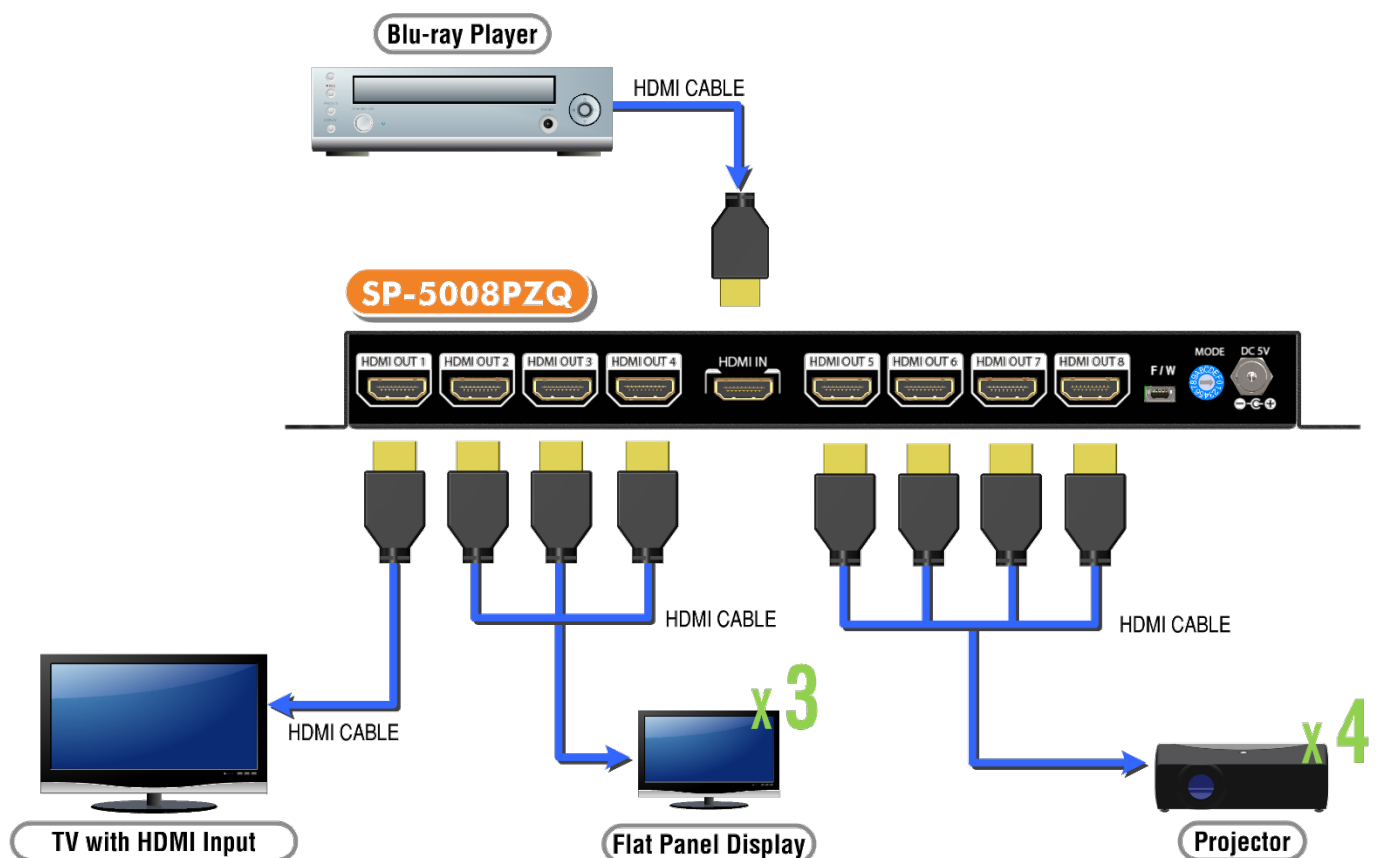 Blu-ray Player
HDMI CABLE
SP-5008PZQ
HDMI OUT 1
HDMI OUT 2
HDMI OUT 3
HDMI OUT 4
HDMI IN
HDMI OUT 5
HDMI OUT 6
HDMI OUT 7
HDMI OUT 8
F / W
MODE
DC 5V
HDMI CABLE
HDMI CABLE
HDMI CABLE
x 3
x 4
TV with HDMI Input
Flat Panel Display
Projector